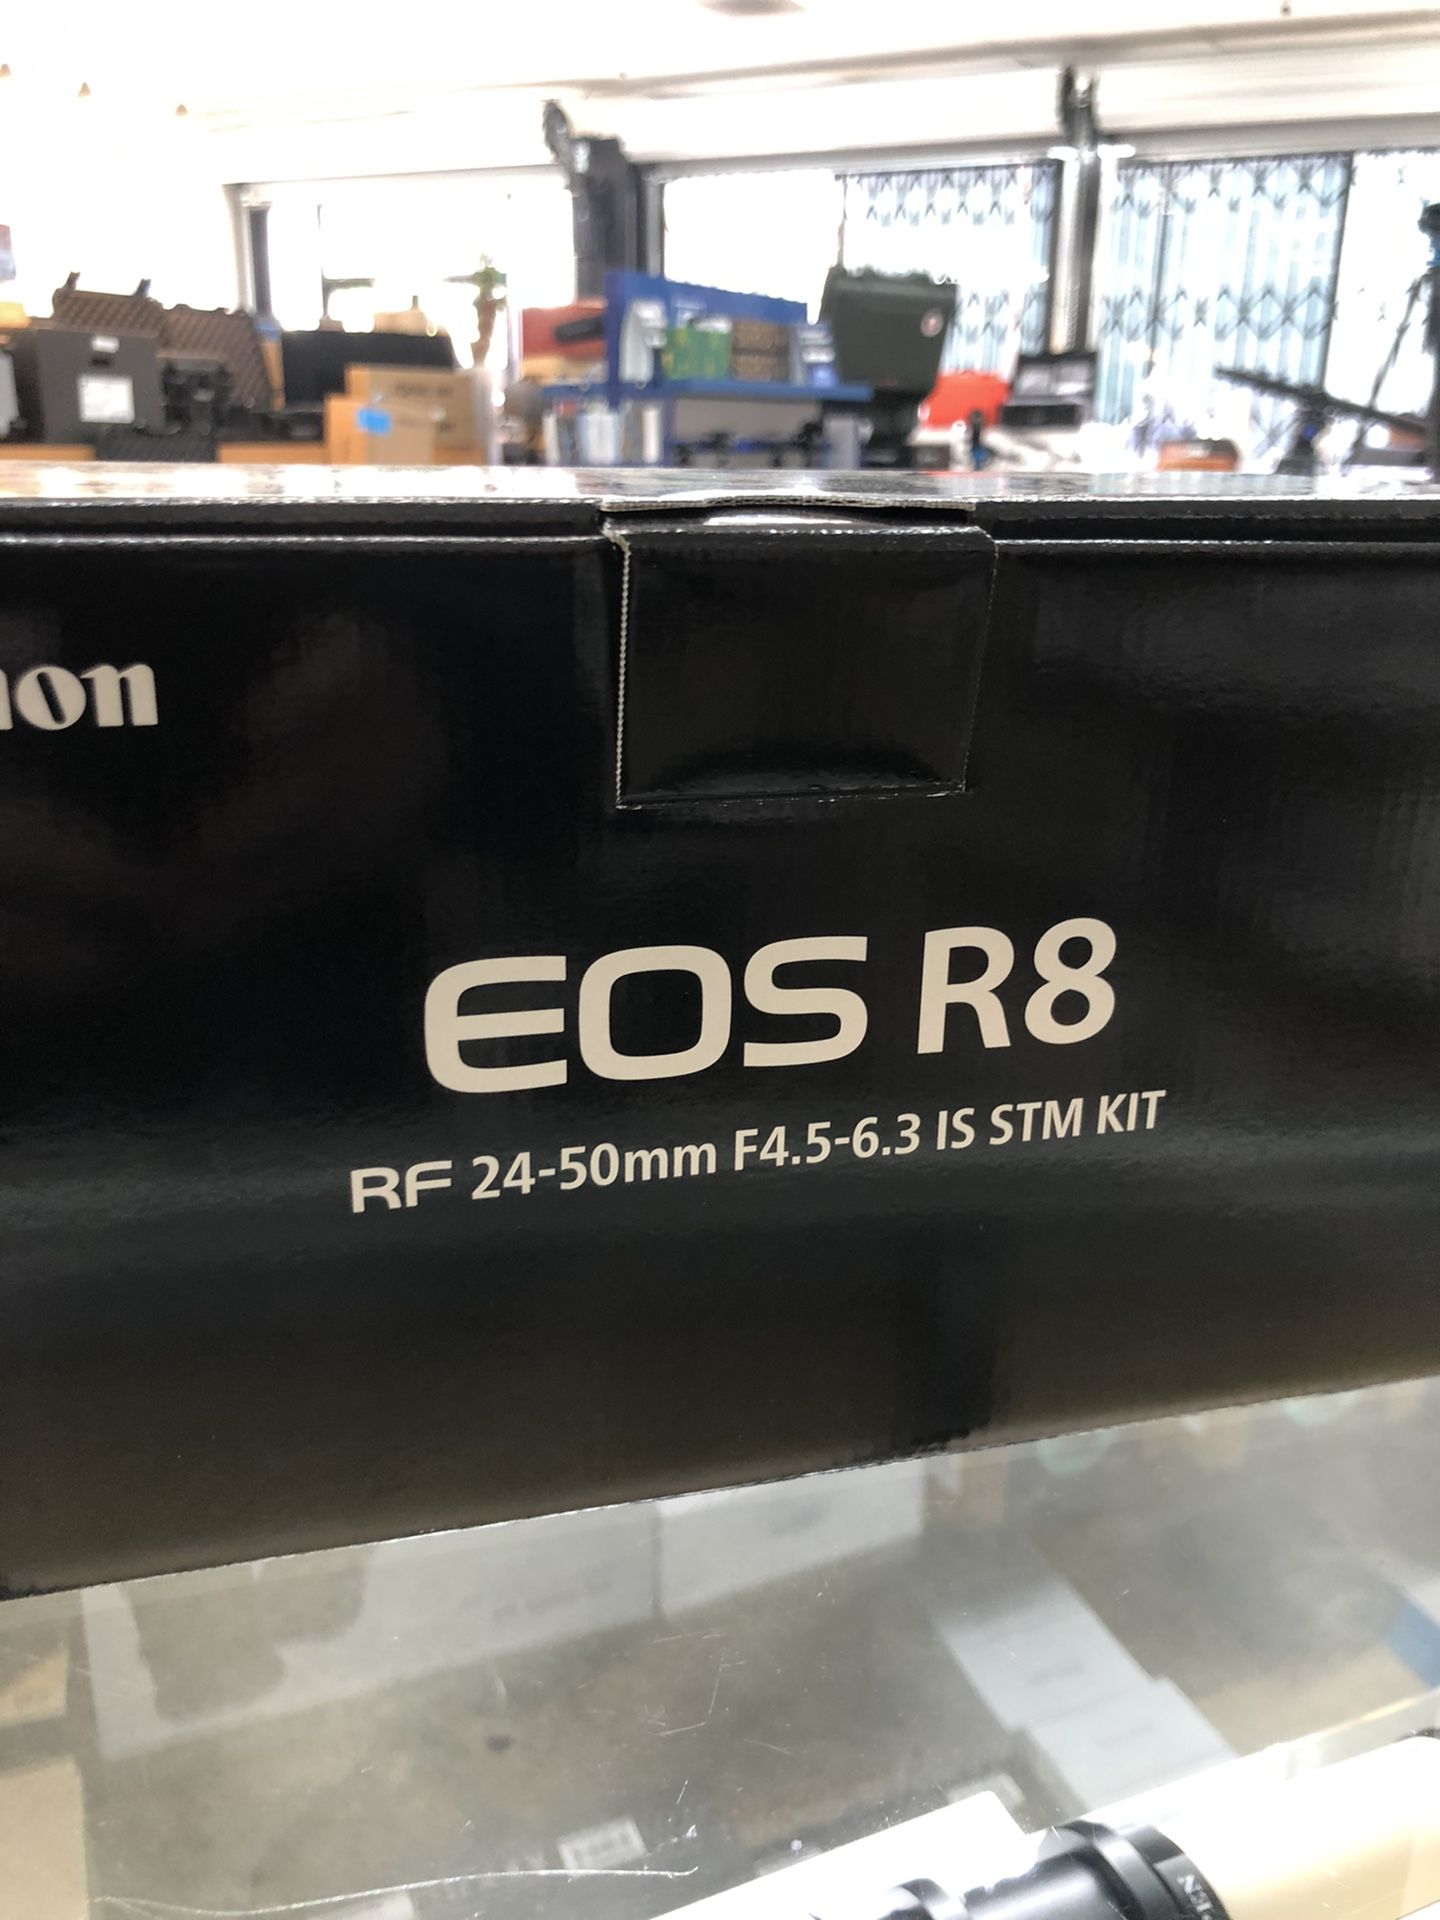 non
EOS R8
RF 24-50mm F4.5-6.3 IS STM KIT